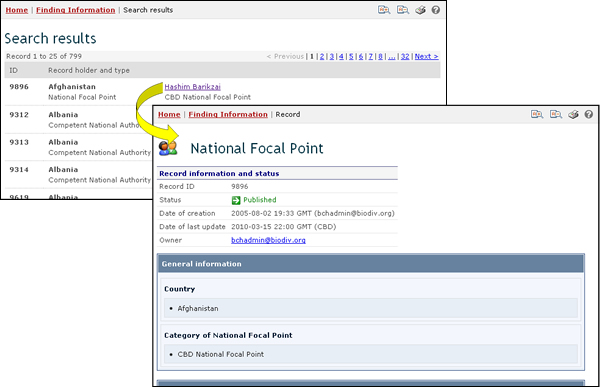 Home | Finding Information | Search results
Search results
Record 1 to 25 of 799
< Previous | 1 | 2 | 3 | 4 | 5 | 6 | 7 | 8 | ... | 32 | Next >
ID Record holder and type
9896 Afghanistan Hashim Barikzai
National Focal Point CBD National Focal Point
9312 Albania
Competent National Authority
9313 Albania
Competent National Authority
9314 Albania
Competent National Authority
9619 Albania
Home | Finding Information | Record
National Focal Point
Record information and status
Record ID 9896
Status Published
Date of creation 2005-08-02 19:33 GMT (bchadmin@biodiv.org)
Date of last update 2010-03-15 22:00 GMT (CBD)
Owner bchadmin@biodiv.org
General information
Country
• Afghanistan
Category of National Focal Point
• CBD National Focal Point